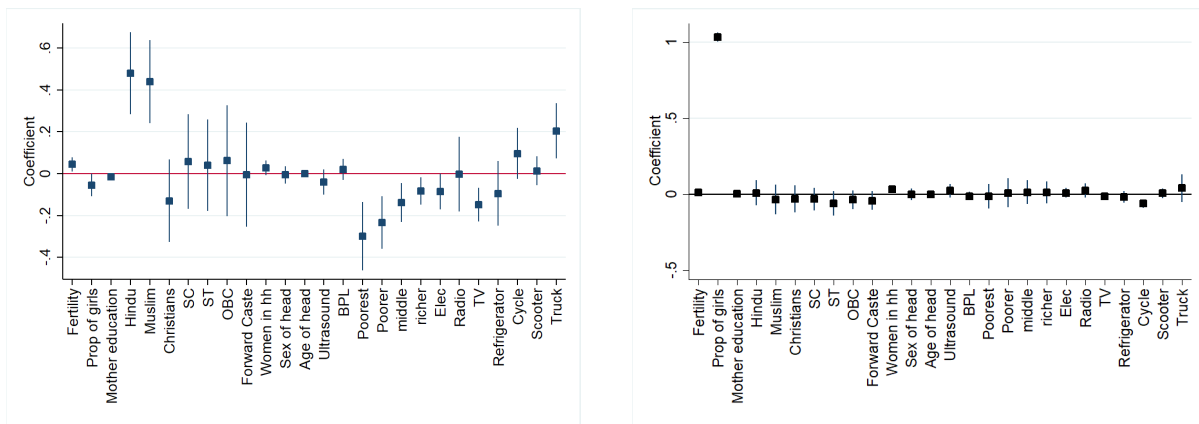 Coefficient
.6
.4
.2
0
-.2
-.4
Fertility
Prop of girls
Mother education
Hindu
Muslim
Christians
SC
ST
OBC
Forward Caste
Women in hh
Sex of head
Age of head
Ultrasound
BPL
Poorest
Poorer
middle
richer
Elec
Radio
TV
Refrigerator
Cycle
Scooter
Truck
Coefficient
1
.5
0
-.5
Fertility
Prop of girls
Mother education
Hindu
Muslim
Christians
SC
ST
OBC
Forward Caste
Women in hh
Sex of head
Age of head
Ultrasound
BPL
Poorest
Poorer
middle
richer
Elec
Radio
TV
Refrigerator
Cycle
Scooter
Truck